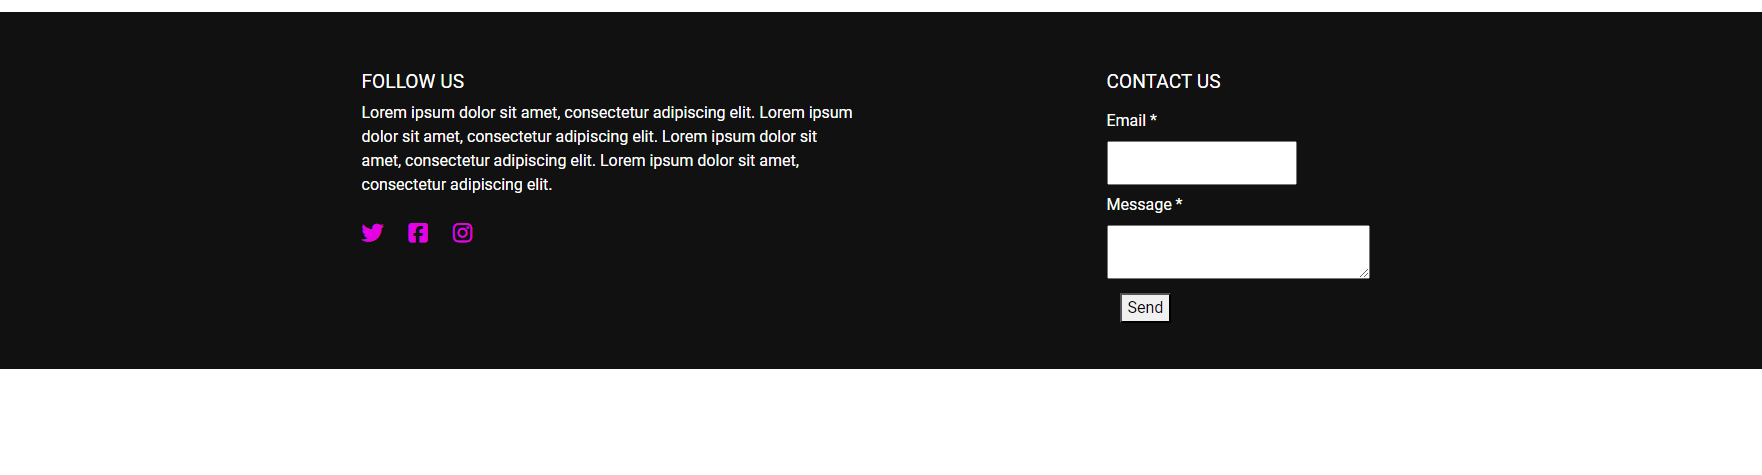 FOLLOW US
Lorem ipsum dolor sit amet, consectetur adipiscing elit. Lorem ipsum
dolor sit amet, consectetur adipiscing elit. Lorem ipsum dolor sit
amet, consectetur adipiscing elit. Lorem ipsum dolor sit amet,
consectetur adipiscing elit.
CONTACT US
Email *
Message *
Send